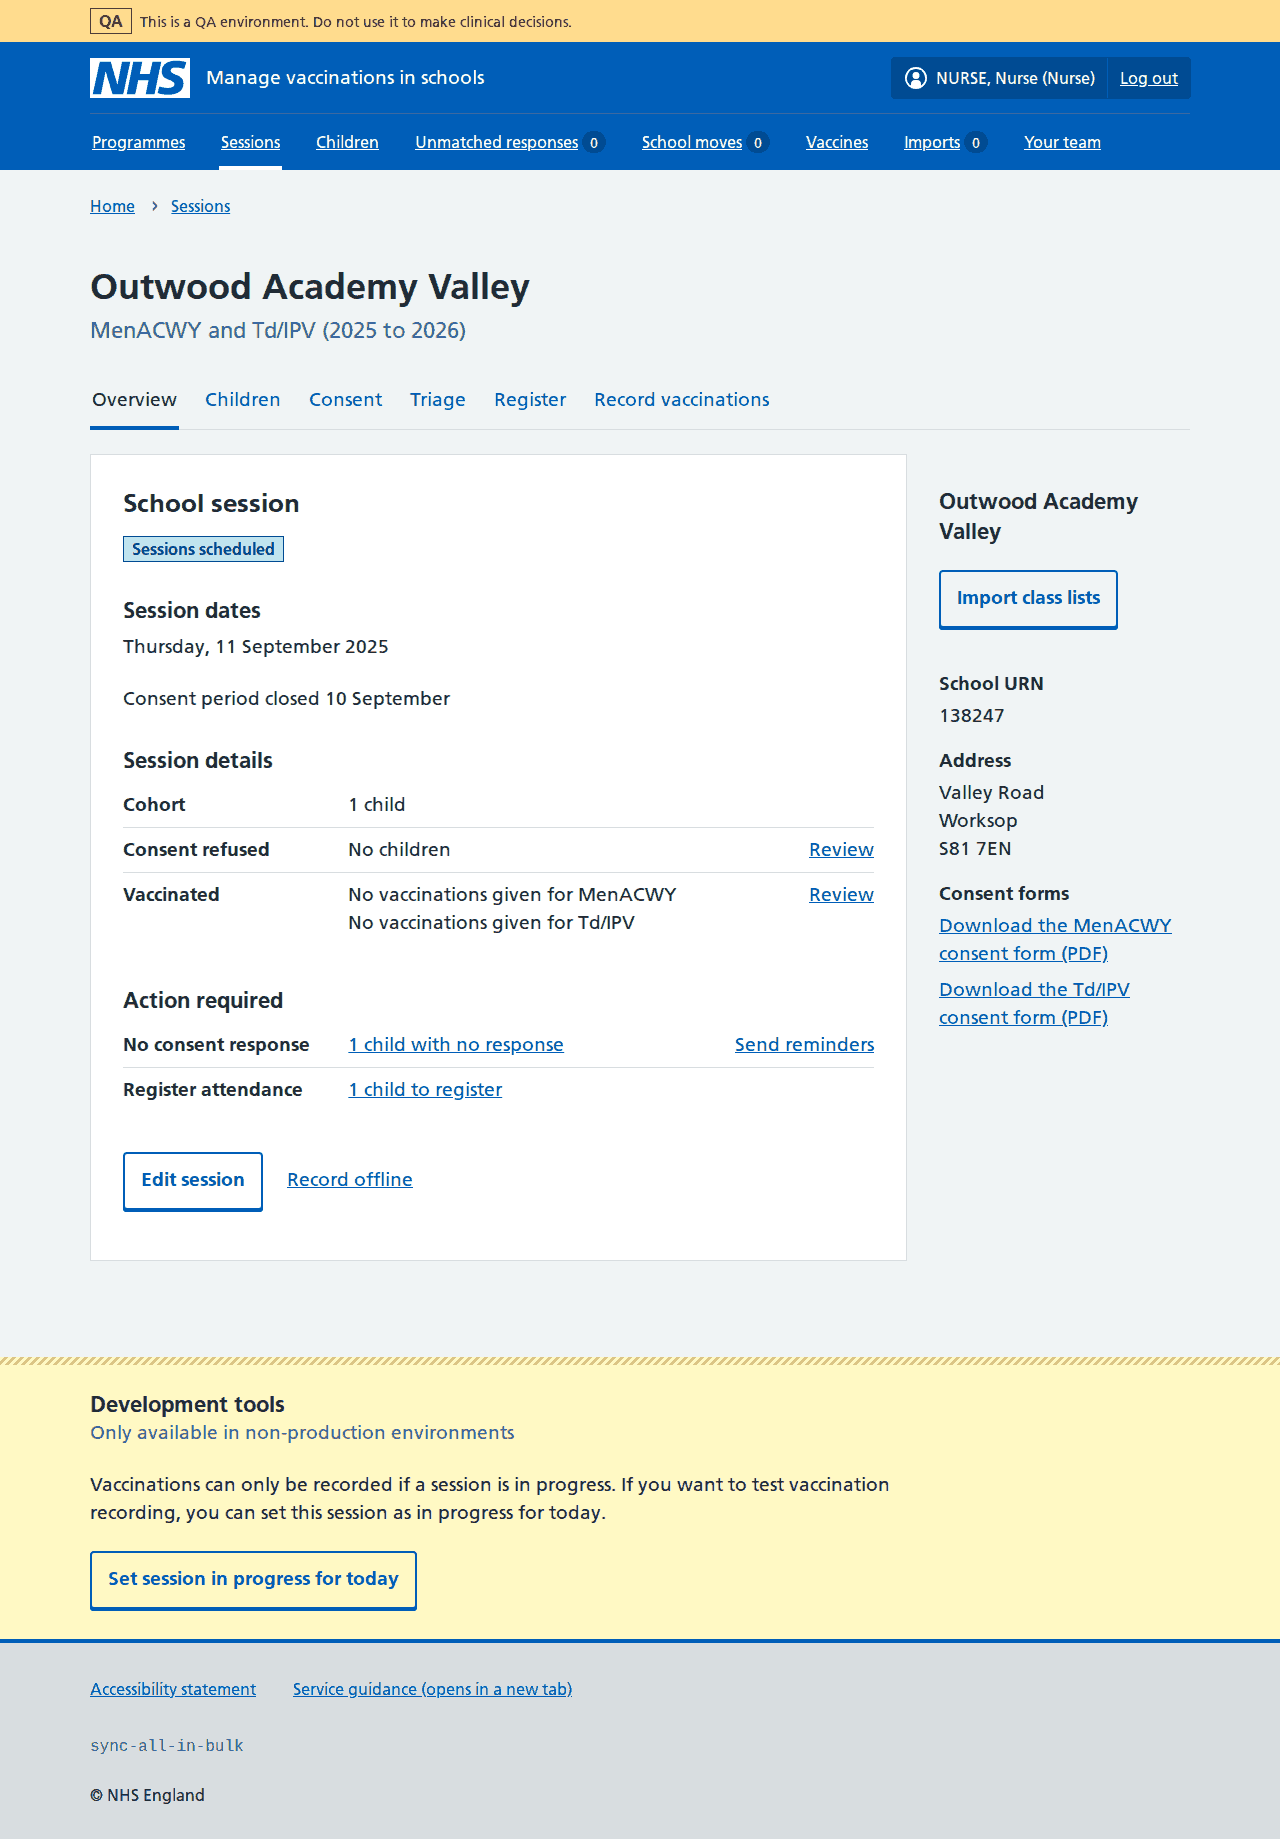 QA This is a QA environment. Do not use it to make clinical decisions.
NHS Manage vaccinations in schools NURSE, Nurse (Nurse) Log out
Programmes Sessions Children Unmatched responses 0 School moves 0 Vaccines Imports 0 Your team
Home › Sessions
Outwood Academy Valley
MenACWY and Td/IPV (2025 to 2026)
Overview Children Consent Triage Register Record vaccinations
School session
Sessions scheduled
Session dates
Thursday, 11 September 2025
Consent period closed 10 September
Session details
Cohort 1 child
Consent refused No children Review
Vaccinated No vaccinations given for MenACWY Review
No vaccinations given for Td/IPV
Action required
No consent response 1 child with no response Send reminders
Register attendance 1 child to register
Edit session Record offline
Outwood Academy
Valley
Import class lists
School URN
138247
Address
Valley Road
Worksop
S81 7EN
Consent forms
Download the MenACWY
consent form (PDF)
Download the Td/IPV
consent form (PDF)
Development tools
Only available in non-production environments
Vaccinations can only be recorded if a session is in progress. If you want to test vaccination
recording, you can set this session as in progress for today.
Set session in progress for today
Accessibility statement Service guidance (opens in a new tab)
sync-all-in-bulk
© NHS England